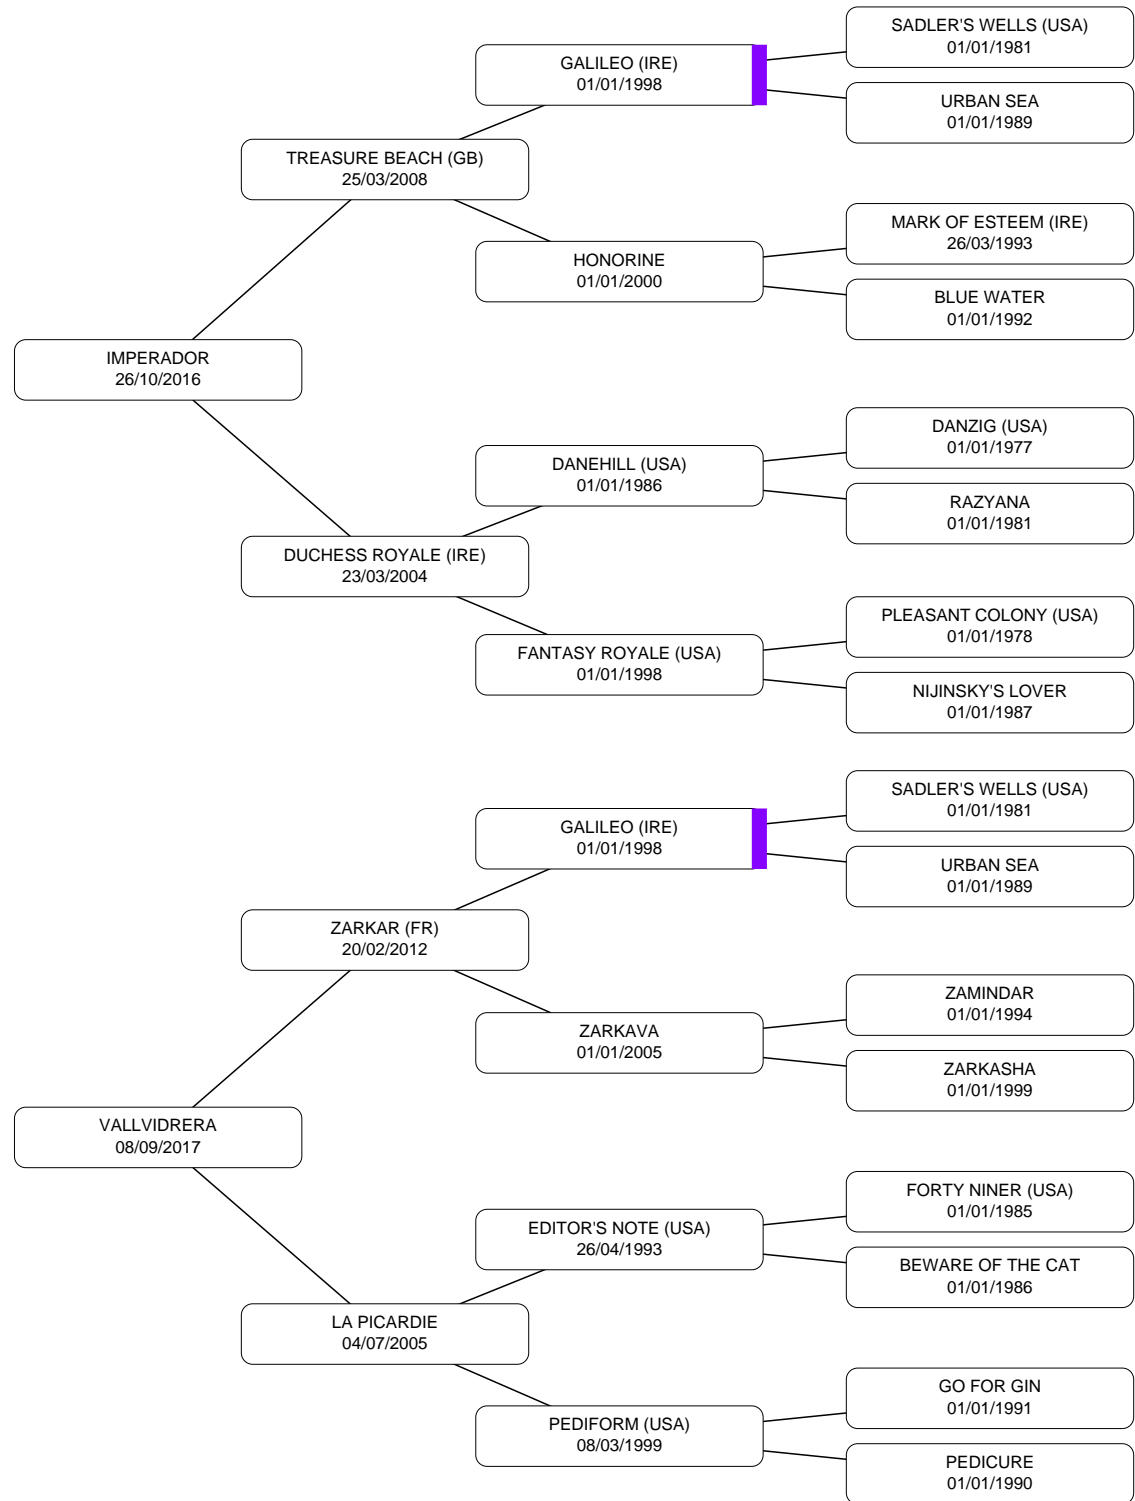 SADLER'S WELLS (USA)
01/01/1981
GALILEO (IRE)
01/01/1998
URBAN SEA
01/01/1989
TREASURE BEACH (GB)
25/03/2008
MARK OF ESTEEM (IRE)
26/03/1993
HONORINE
01/01/2000
BLUE WATER
01/01/1992
IMPERADOR
26/10/2016
DANZIG (USA)
01/01/1977
DANEHILL (USA)
01/01/1986
RAZYANA
01/01/1981
DUCHESS ROYALE (IRE)
23/03/2004
PLEASANT COLONY (USA)
01/01/1978
FANTASY ROYALE (USA)
01/01/1998
NIJINSKY'S LOVER
01/01/1987
SADLER'S WELLS (USA)
01/01/1981
GALILEO (IRE)
01/01/1998
URBAN SEA
01/01/1989
ZARKAR (FR)
20/02/2012
ZAMINDAR
01/01/1994
ZARKAVA
01/01/2005
ZARKASHA
01/01/1999
VALLVIDRERA
08/09/2017
FORTY NINER (USA)
01/01/1985
EDITOR'S NOTE (USA)
26/04/1993
BEWARE OF THE CAT
01/01/1986
LA PICARDIE
04/07/2005
GO FOR GIN
01/01/1991
PEDIFORM (USA)
08/03/1999
PEDICURE
01/01/1990